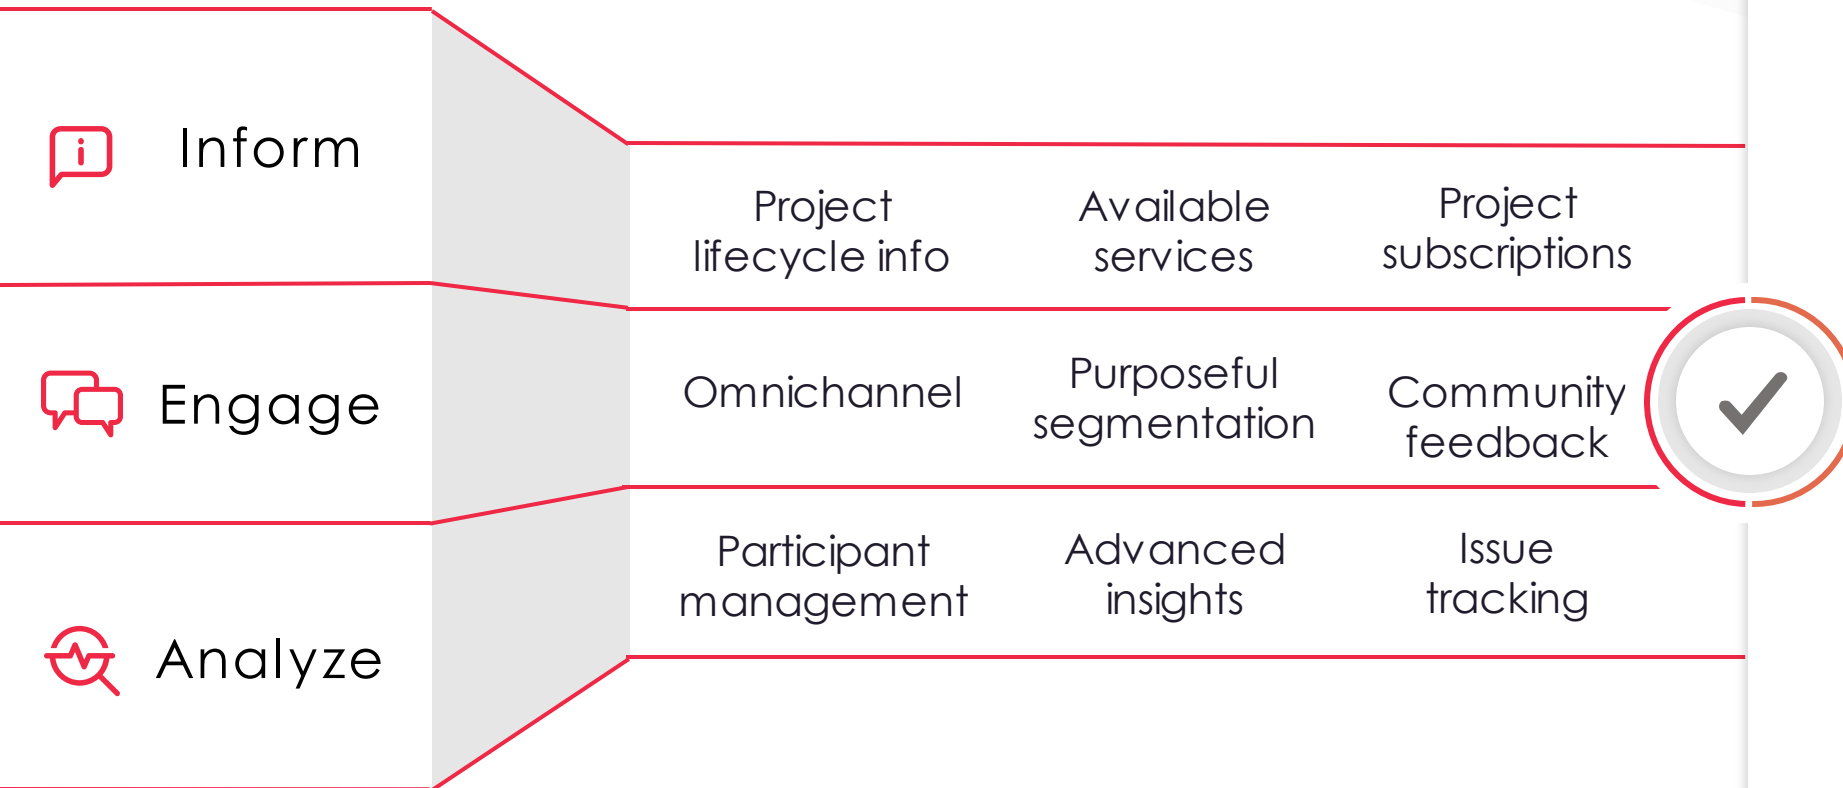 Inform
Project
lifecycle info
Available
services
Project
subscriptions
Engage
Omnichannel
Purposeful
segmentation
Community
feedback
Analyze
Participant
management
Advanced
insights
Issue
tracking